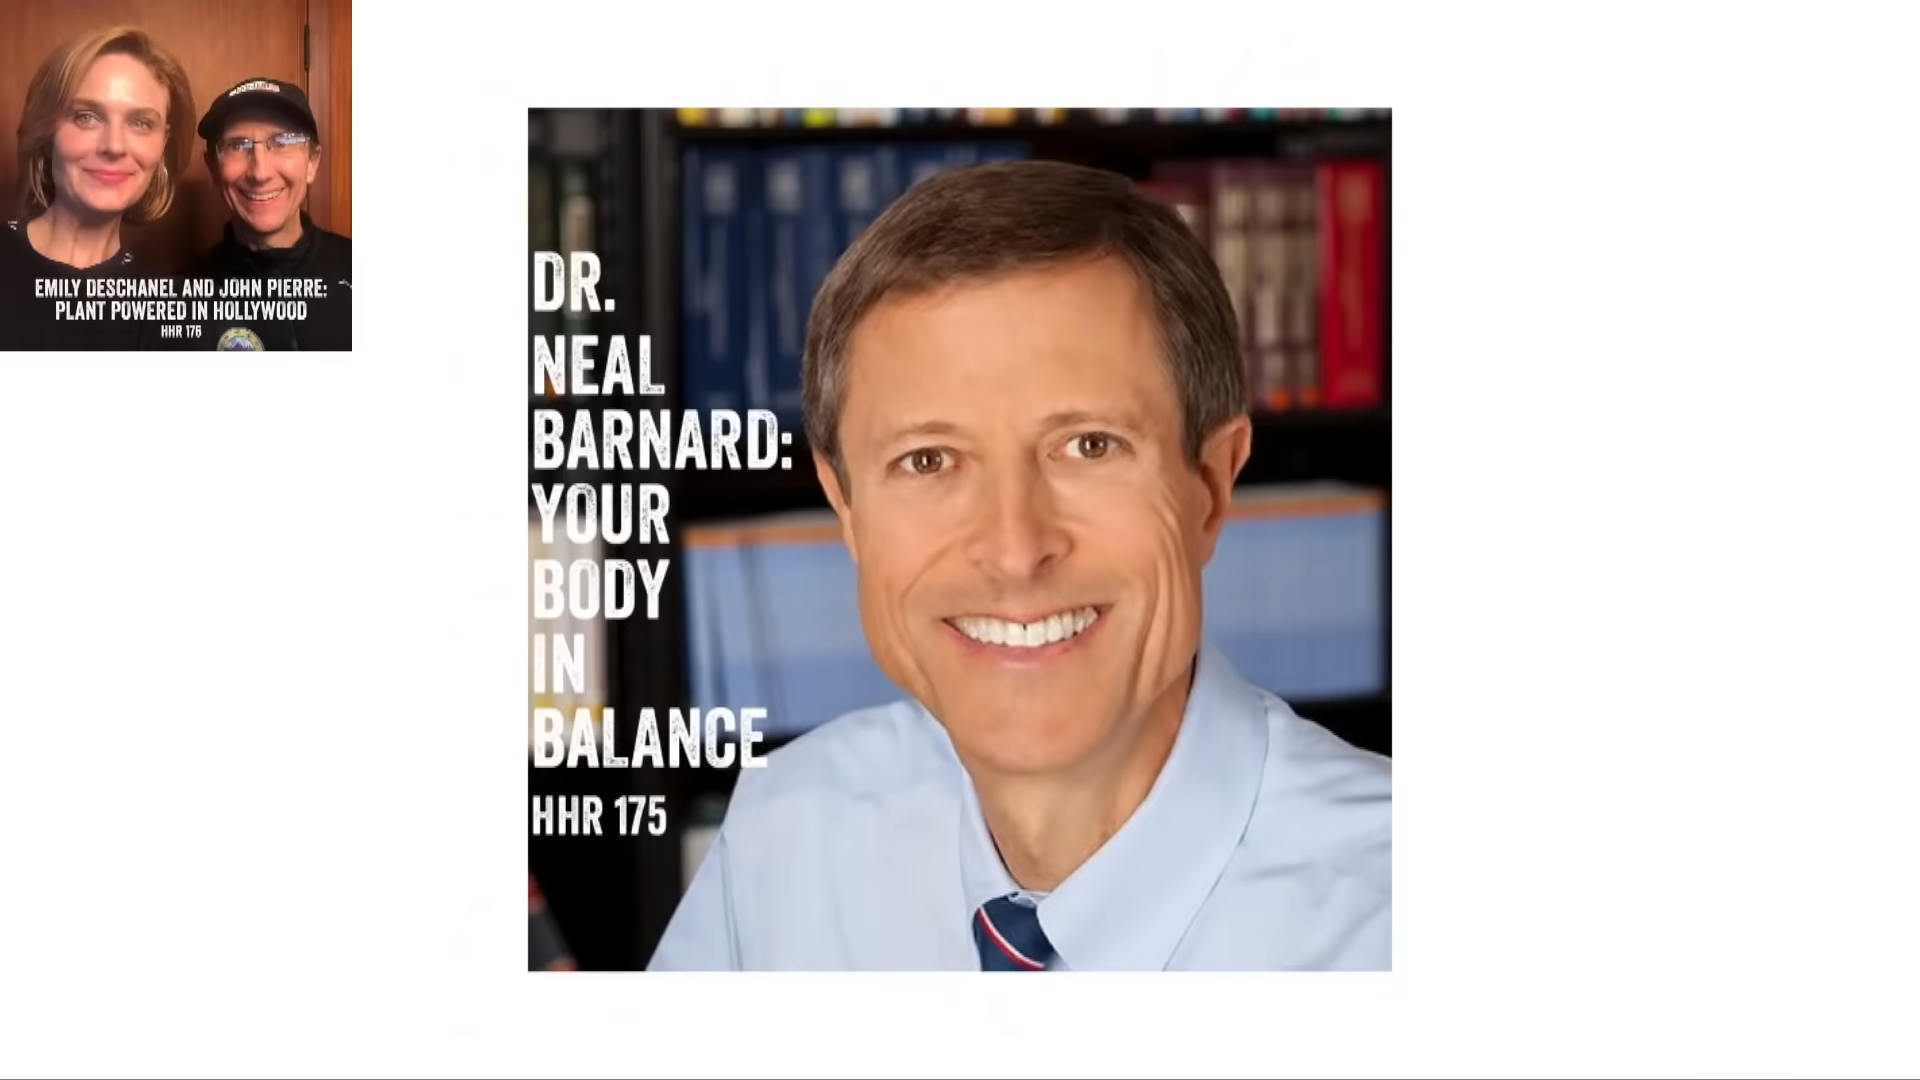 EMILY DESCHANEL AND JOHN PIERRE:
PLANT POWERED IN HOLLYWOOD
HHR 176
DR.
NEAL
BARNARD:
YOUR
BODY
IN
BALANCE
HHR 175